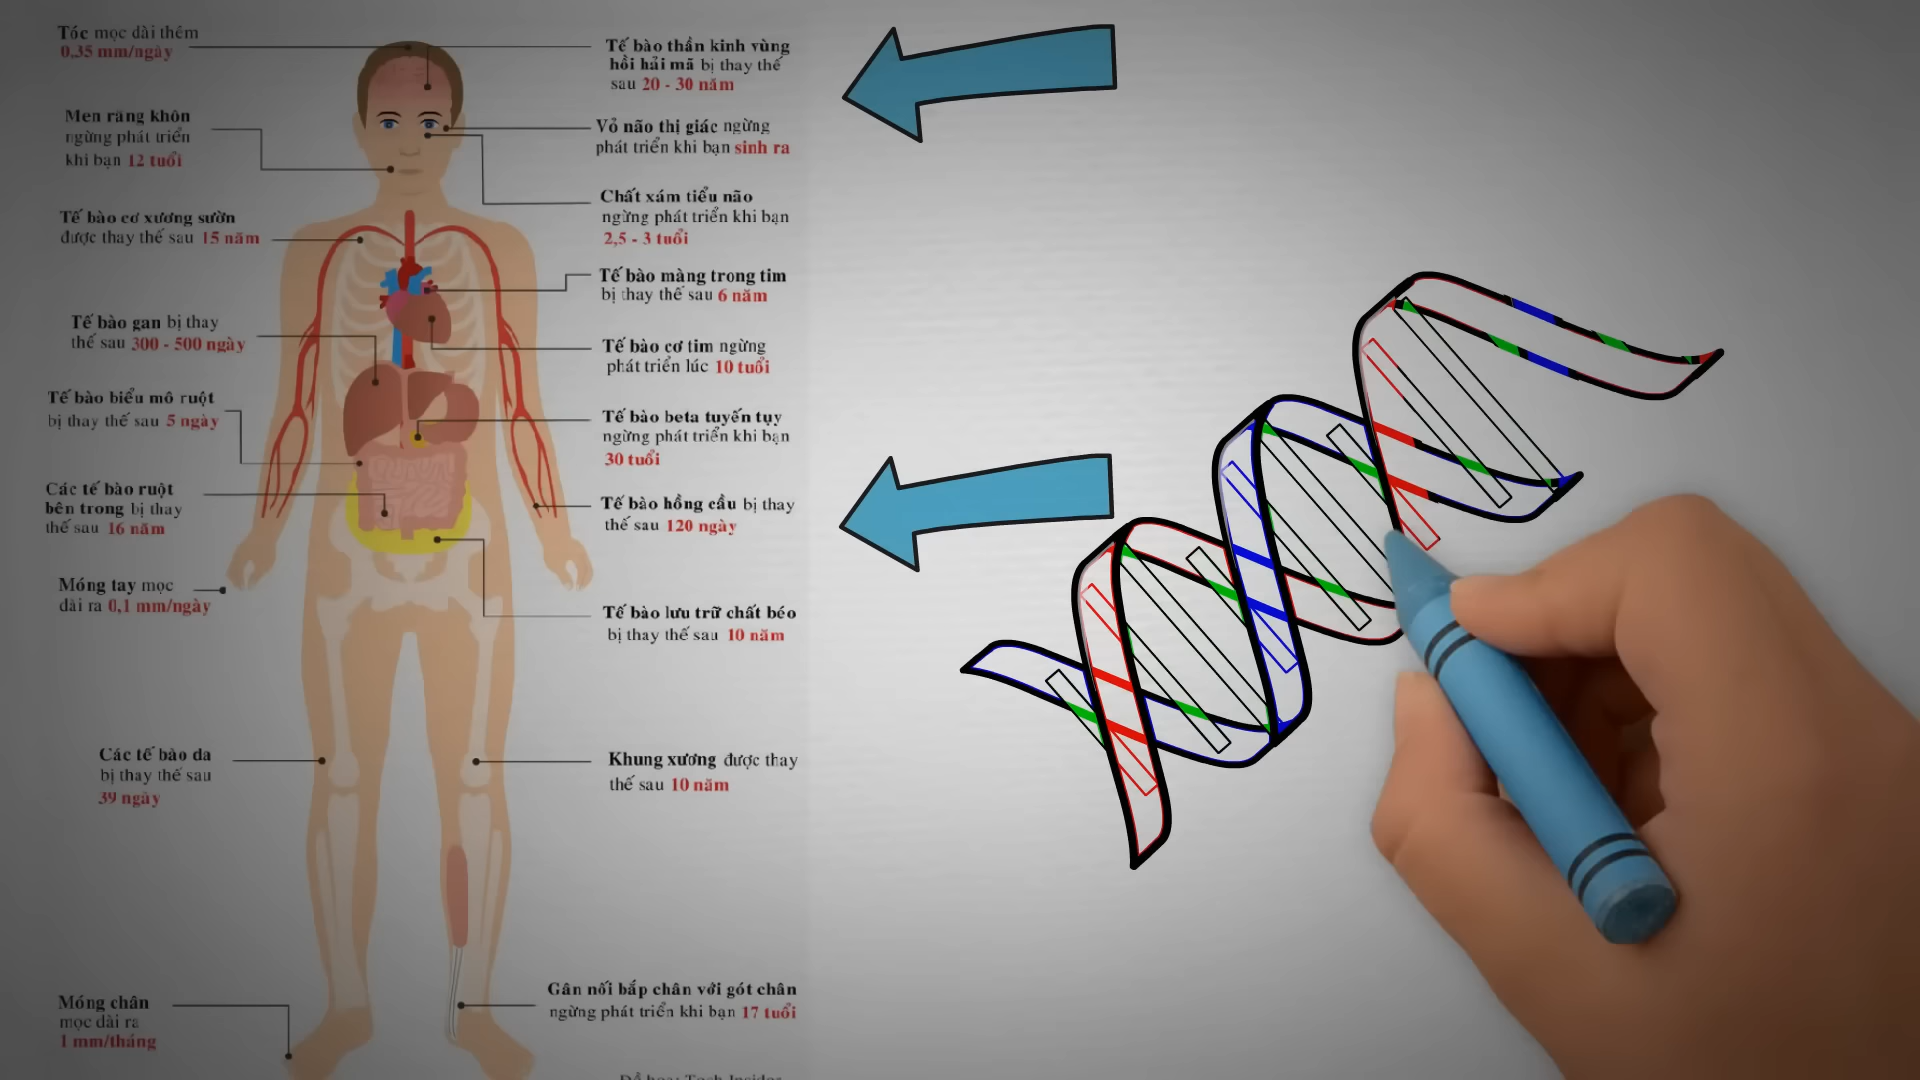 Tóc mọc dài thêm
0,35 mm/ngày
Men răng khôn
ngừng phát triển
khi bạn 12 tuổi
Tế bào cơ xương sườn
được thay thế sau 15 năm
Tế bào gan bị thay
thế sau 300 - 500 ngày
Tế bào biểu mô ruột
bị thay thế sau 5 ngày
Các tế bào ruột
bên trong bị thay
thế sau 16 năm
Móng tay mọc
dài ra 0,1 mm/ngày
Các tế bào da
bị thay thế sau
39 ngày
Móng chân
mọc dài ra
1 mm/tháng
Tế bào thần kinh vùng
hồi hải mã bị thay thế
sau 20 - 30 năm
Vỏ não thị giác ngừng
phát triển khi bạn sinh ra
Chất xám tiểu não
ngừng phát triển khi bạn
2,5 - 3 tuổi
Tế bào màng trong tim
bị thay thế sau 6 năm
Tế bào cơ tim ngừng
phát triển lúc 10 tuổi
Tế bào beta tuyến tụy
ngừng phát triển khi bạn
30 tuổi
Tế bào hồng cầu bị thay
thế sau 120 ngày
Tế bào lưu trữ chất béo
bị thay thế sau 10 năm
Khung xương được thay
thế sau 10 năm
Gân nối bắp chân với gót chân
ngừng phát triển khi bạn 17 tuổi